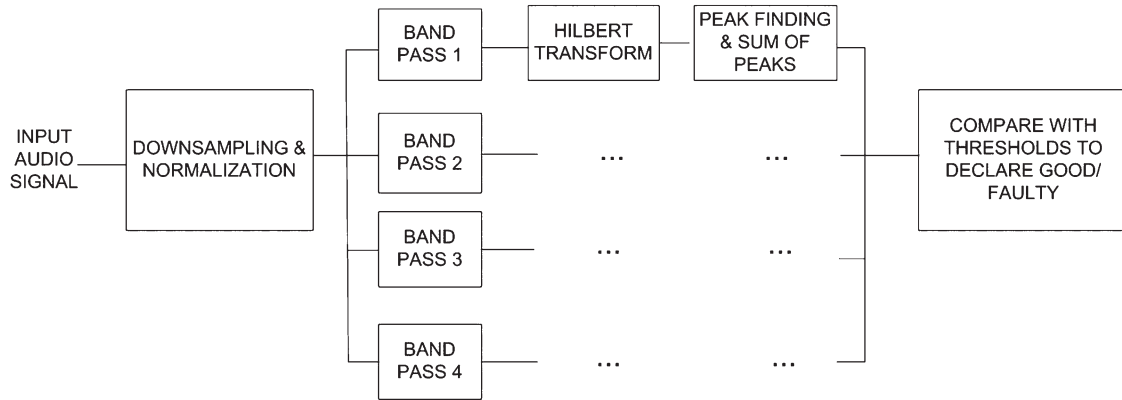 INPUT
AUDIO
SIGNAL
DOWNSAMPLING &
NORMALIZATION
BAND
PASS 1
HILBERT
TRANSFORM
PEAK FINDING
& SUM OF
PEAKS
BAND
PASS 2
...
...
BAND
PASS 3
...
...
BAND
PASS 4
...
...
COMPARE WITH
THRESHOLDS TO
DECLARE GOOD/
FAULTY